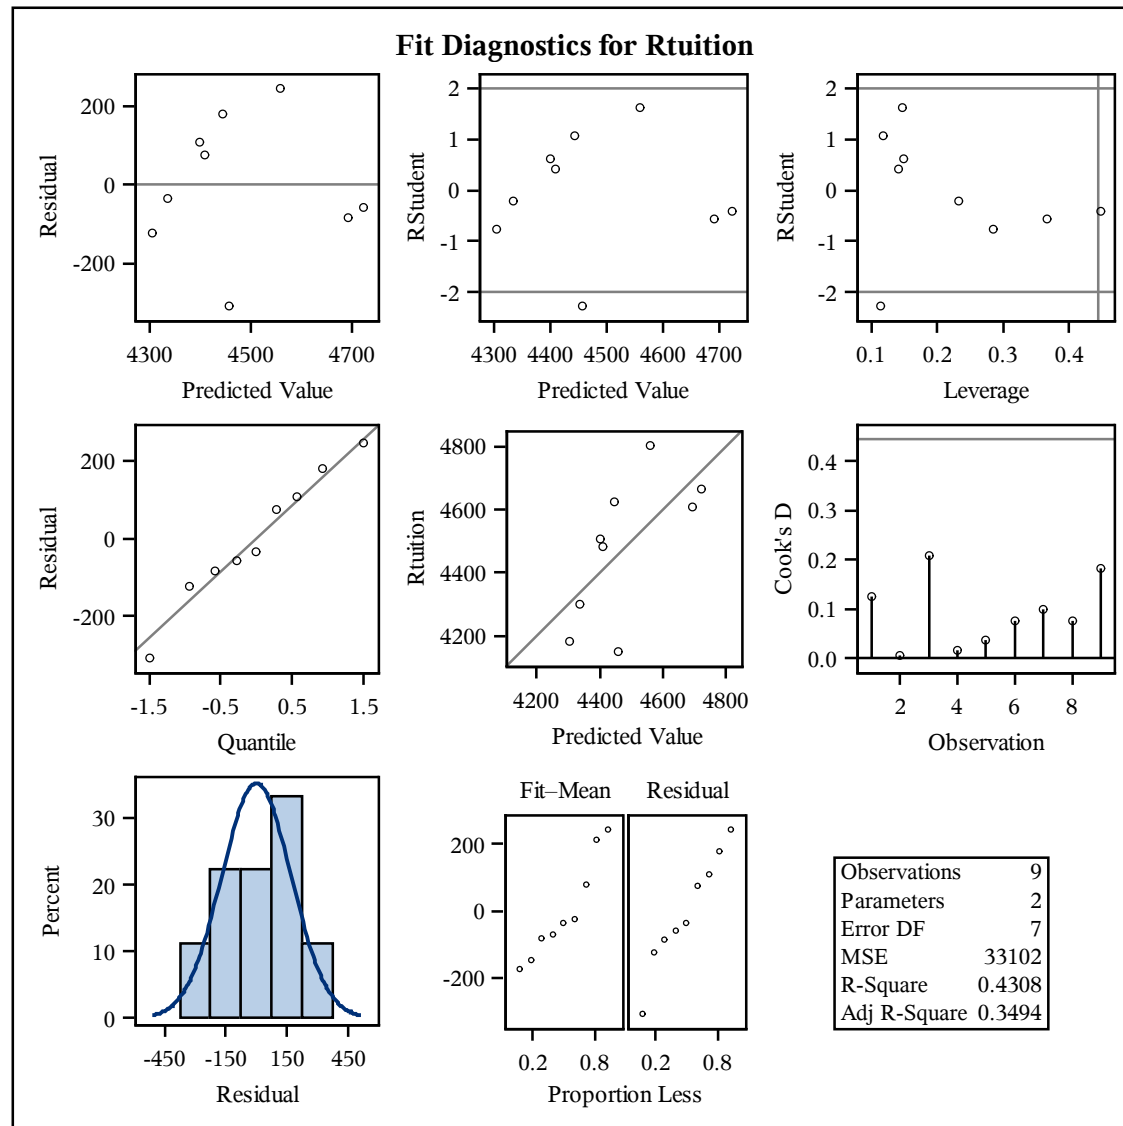 Fit Diagnostics for Rtuition
200
0
-200
Residual
4300 4500 4700
Predicted Value
2
1
0
-1
-2
RStudent
4300 4400 4500 4600 4700
Predicted Value
2
1
0
-1
-2
RStudent
0.1 0.2 0.3 0.4
Leverage
200
0
-200
Residual
-1.5 -0.5 0.5 1.5
Quantile
4800
4600
4400
4200
Rtuition
4200 4400 4600 4800
Predicted Value
0.4
0.3
0.2
0.1
0.0
Cook's D
2 4 6 8
Observation
30
20
10
0
Percent
-450 -150 150 450
Residual
Fit–Mean Residual
200
0
-200
0.2 0.8 0.2 0.8
Proportion Less
Observations 9
Parameters 2
Error DF 7
MSE 33102
R-Square 0.4308
Adj R-Square 0.3494